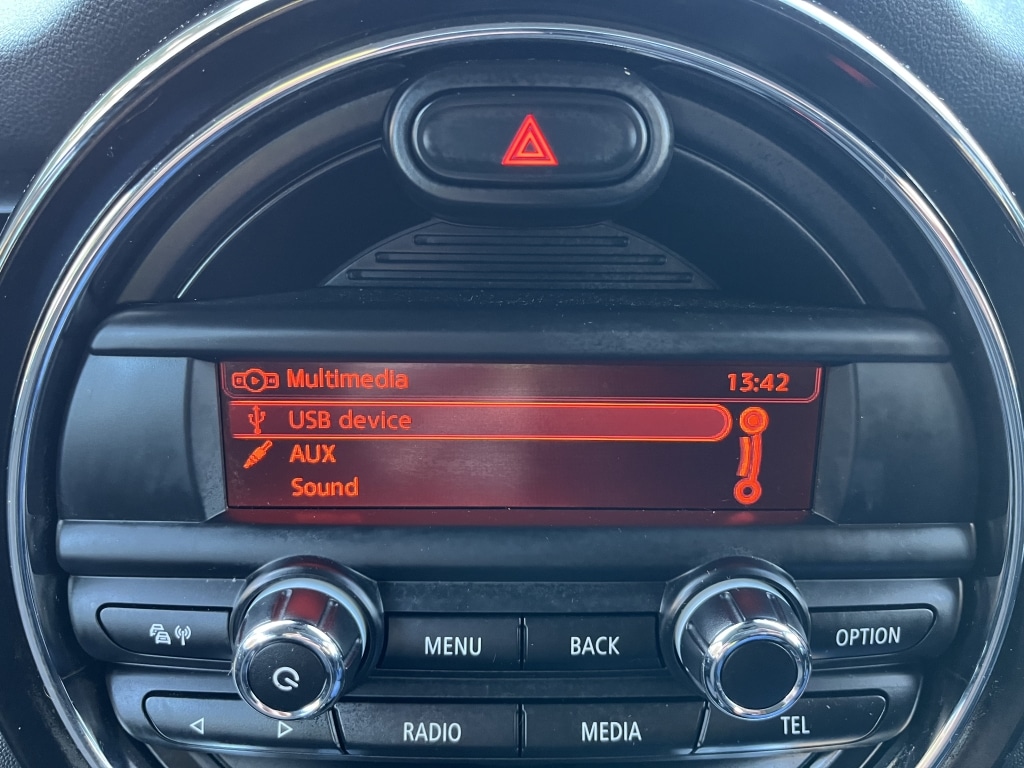 Multimedia 13:42
USB device
AUX
Sound
MENU BACK OPTION
RADIO MEDIA TEL